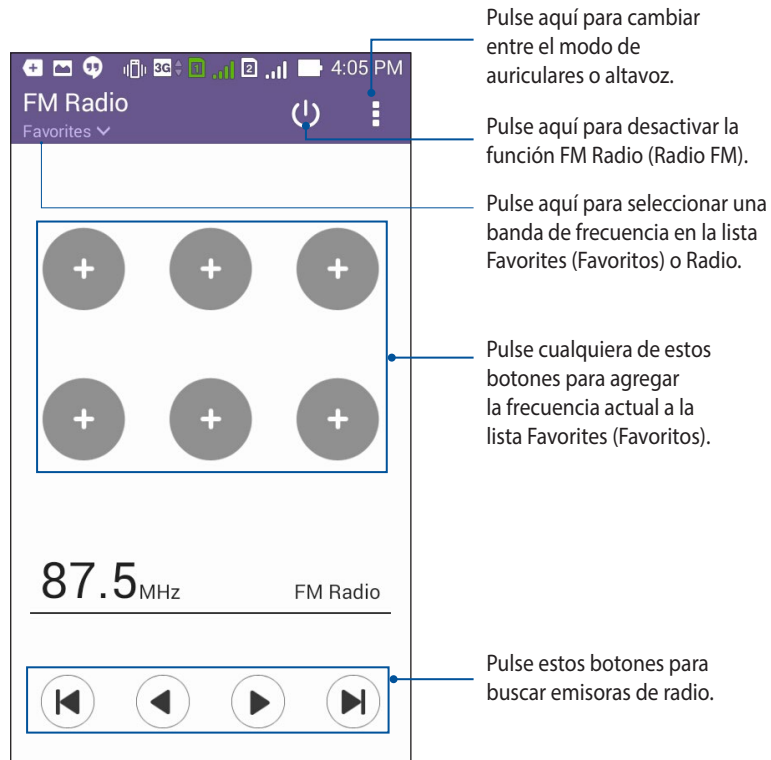 Pulse aquí para cambiar
entre el modo de
auriculares o altavoz.
3G 1 2 4:05 PM
FM Radio
Favorites
Pulse aquí para desactivar la
función FM Radio (Radio FM).
Pulse aquí para seleccionar una
banda de frecuencia en la lista
Favorites (Favoritos) o Radio.
Pulse cualquiera de estos
botones para agregar
la frecuencia actual a la
lista Favorites (Favoritos).
87.5MHz FM Radio
Pulse estos botones para
buscar emisoras de radio.